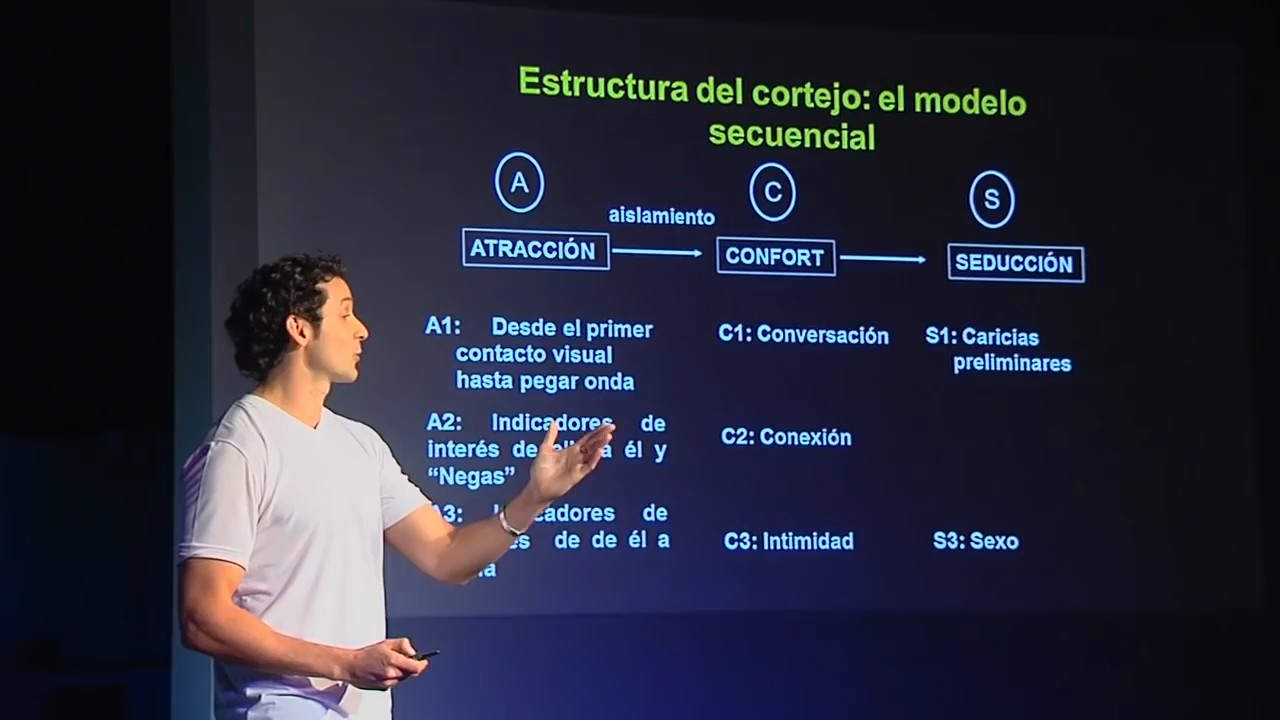 Estructura del cortejo: el modelo
secuencial
A
C
S
aislamiento
ATRACCIÓN
CONFORT
SEDUCCIÓN
A1: Desde el primer
contacto visual
hasta pegar onda
A2: Indicadores de
interés de él y
“Negas”
A3: de
de de él a
C1: Conversación
C2: Conexión
C3: Intimidad
S1: Caricias
preliminares
S3: Sexo